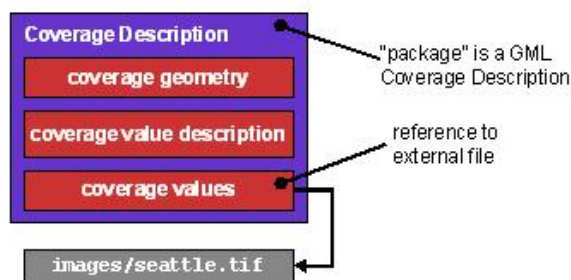 Coverage Description
coverage geometry
coverage value description
coverage values
images/seattle.tif
"package" is a GML
Coverage Description
reference to
external file